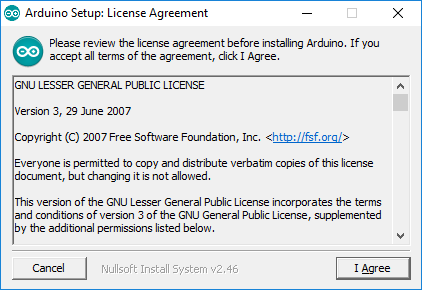 Arduino Setup: License Agreement
Please review the license agreement before installing Arduino. If you
accept all terms of the agreement, click I Agree.
GNU LESSER GENERAL PUBLIC LICENSE
Version 3, 29 June 2007
Copyright (C) 2007 Free Software Foundation, Inc. <http://fsf.org/>
Everyone is permitted to copy and distribute verbatim copies of this license
document, but changing it is not allowed.
This version of the GNU Lesser General Public License incorporates the terms
and conditions of version 3 of the GNU General Public License, supplemented
by the additional permissions listed below.
Cancel
Nullsoft Install System v2.46
I Agree